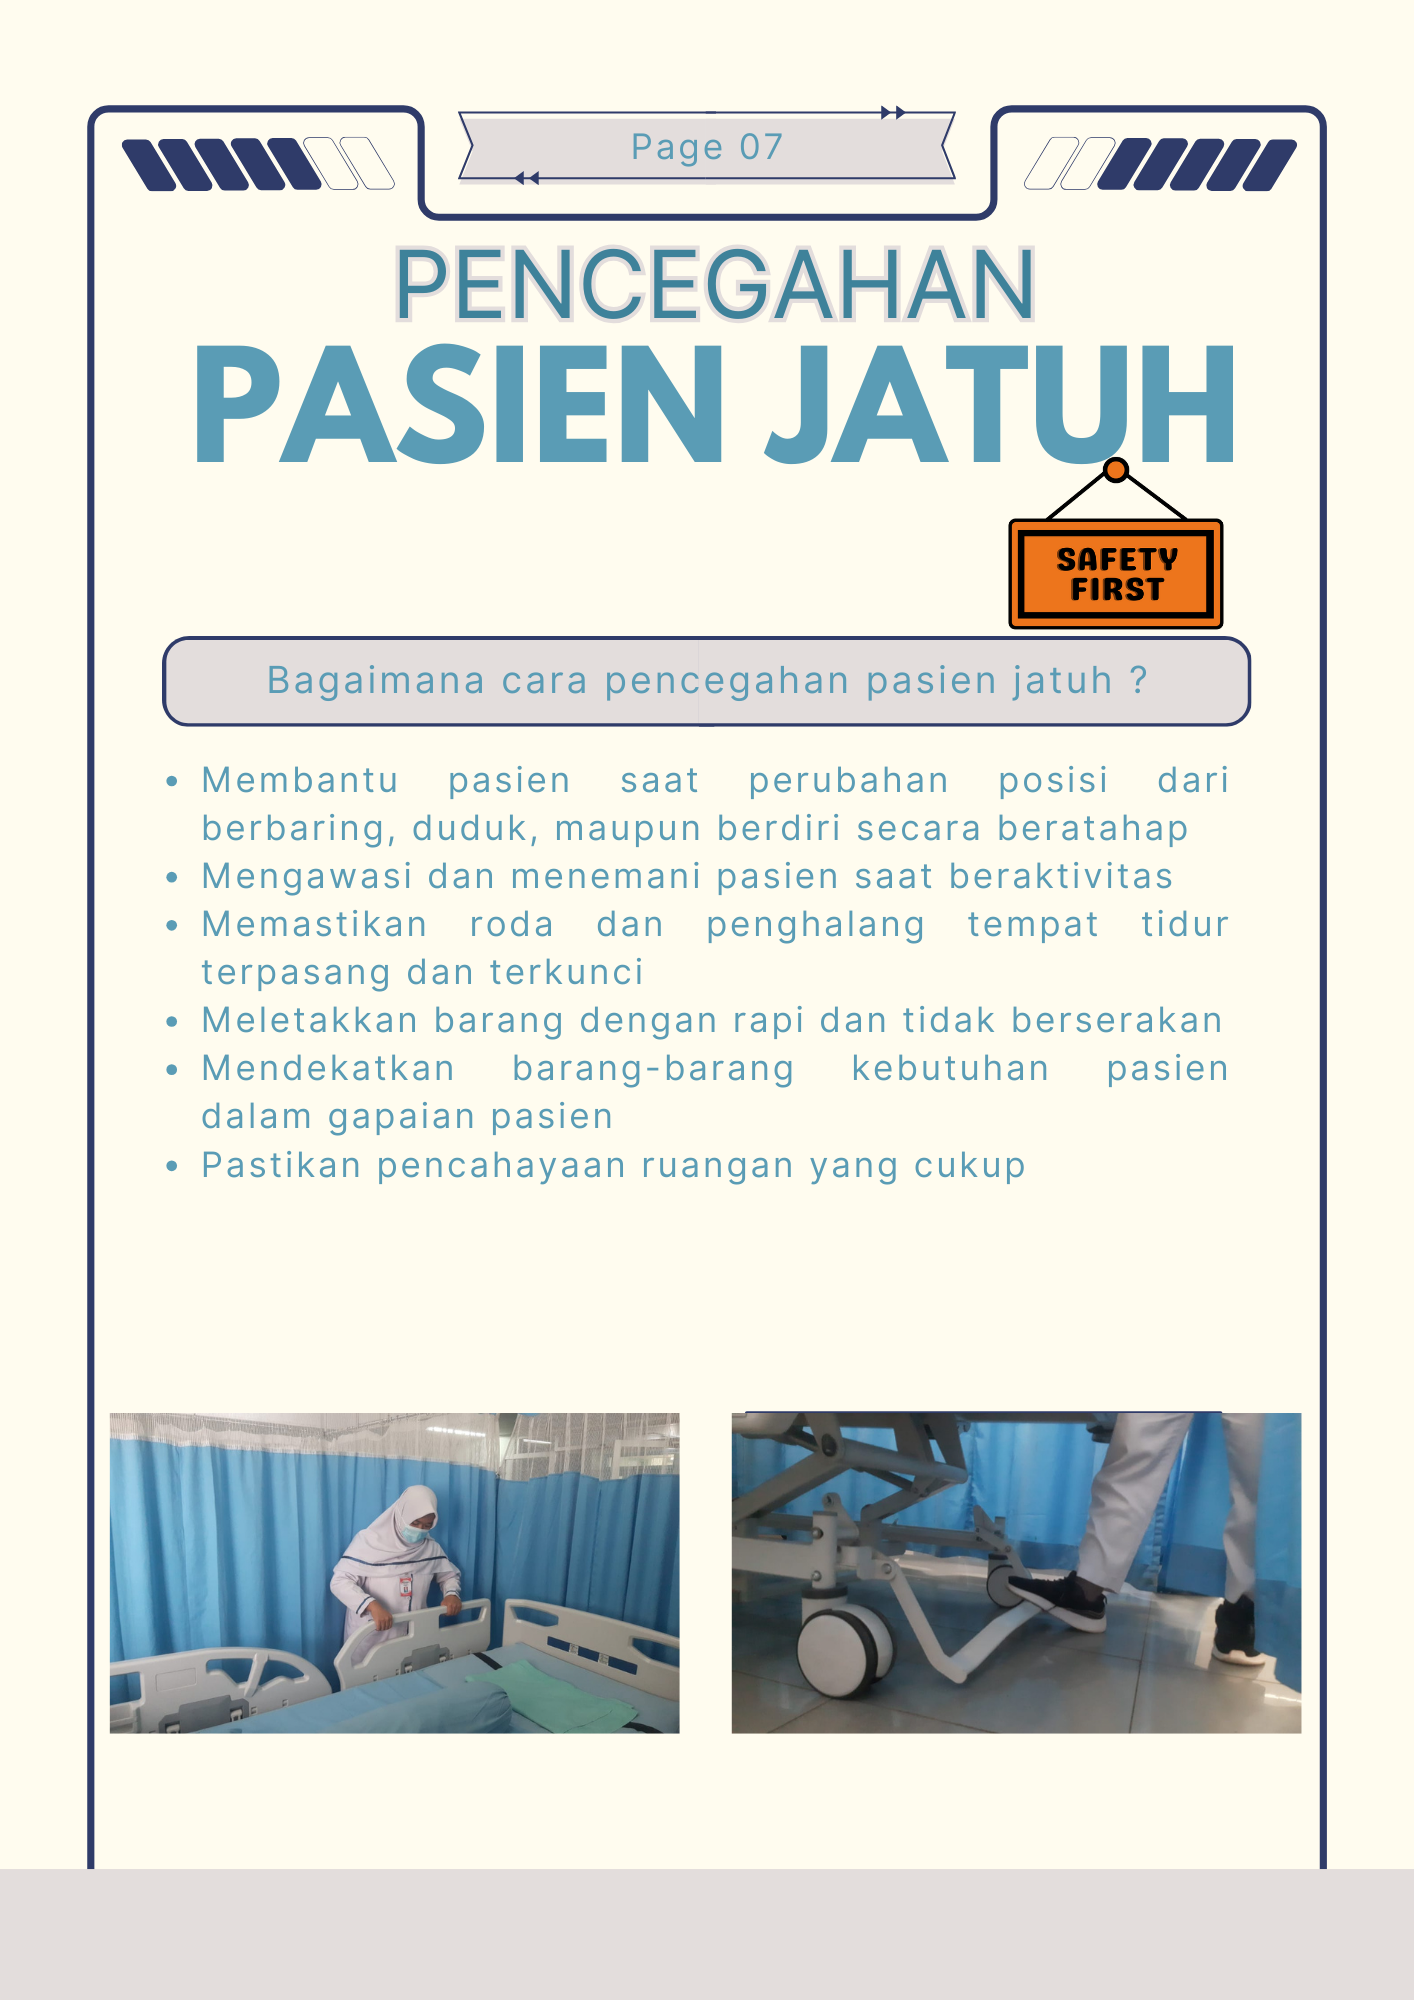 Page 07
PENCEGAHAN
PASIEN JATUH
SAFETY
FIRST
Bagaimana cara pencegahan pasien jatuh ?
• Membantu pasien saat perubahan posisi dari
berbaring, duduk, maupun berdiri secara beratahap
• Mengawasi dan menemani pasien saat beraktivitas
• Memastikan roda dan penghalang tempat tidur
terpasang dan terkunci
• Meletakkan barang dengan rapi dan tidak berserakan
• Mendekatkan barang-barang kebutuhan pasien
dalam gapaian pasien
• Pastikan pencahayaan ruangan yang cukup